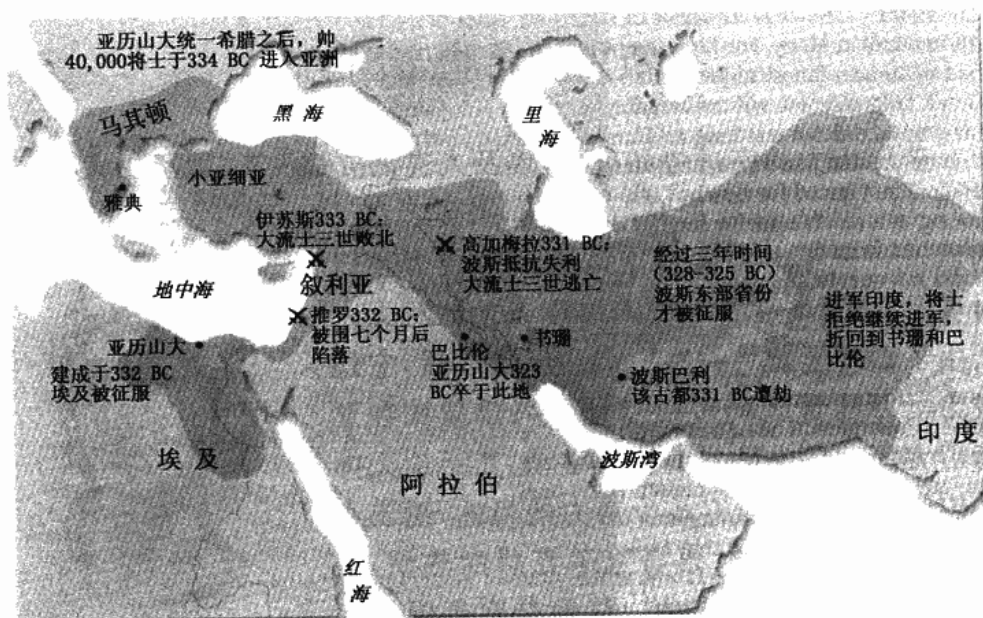 亚历山大统一希腊之后，帅
40,000将士于334 BC 进入亚洲
马其顿
黑 海
里
海
雅典
小亚细亚
伊苏斯333 BC：
大流士三世败北
高加梅拉331 BC：
波斯抵抗失利
大流士三世逃亡
经过三年时间
（328-325 BC）
波斯东部省份
才被征服
进军印度，将士
拒绝继续进军，
折回到书珊和巴
比伦
地中海
叙利亚
推罗332 BC：
被围七个月后
陷落
亚历山大
建成于332 BC
埃及被征服
巴比伦
亚历山大323
BC卒于此地
书珊
波斯巴利
该古都331 BC遭劫
埃 及
阿 拉 伯
波斯湾
印 度
红
海